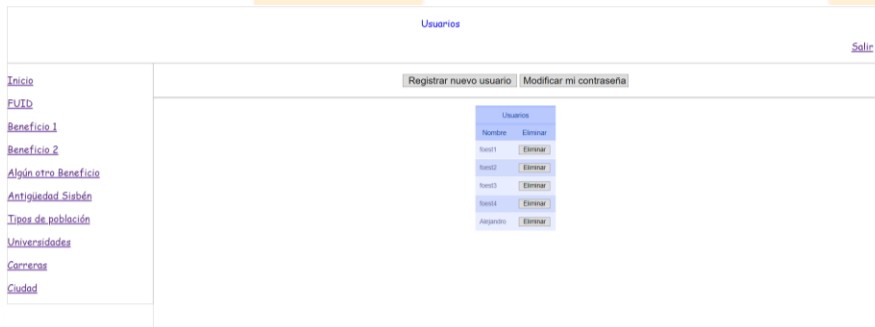 Usuarios
Salir
Inicio
FUID
Beneficio 1
Beneficio 2
Algún otro Beneficio
Antigüedad Sisbén
Tipos de población
Universidades
Carreras
Ciudad
Registrar nuevo usuario Modificar mi contraseña
Usuarios
Nombre Eliminar
Eliminar
Eliminar
Eliminar
Eliminar
Alejandro Eliminar